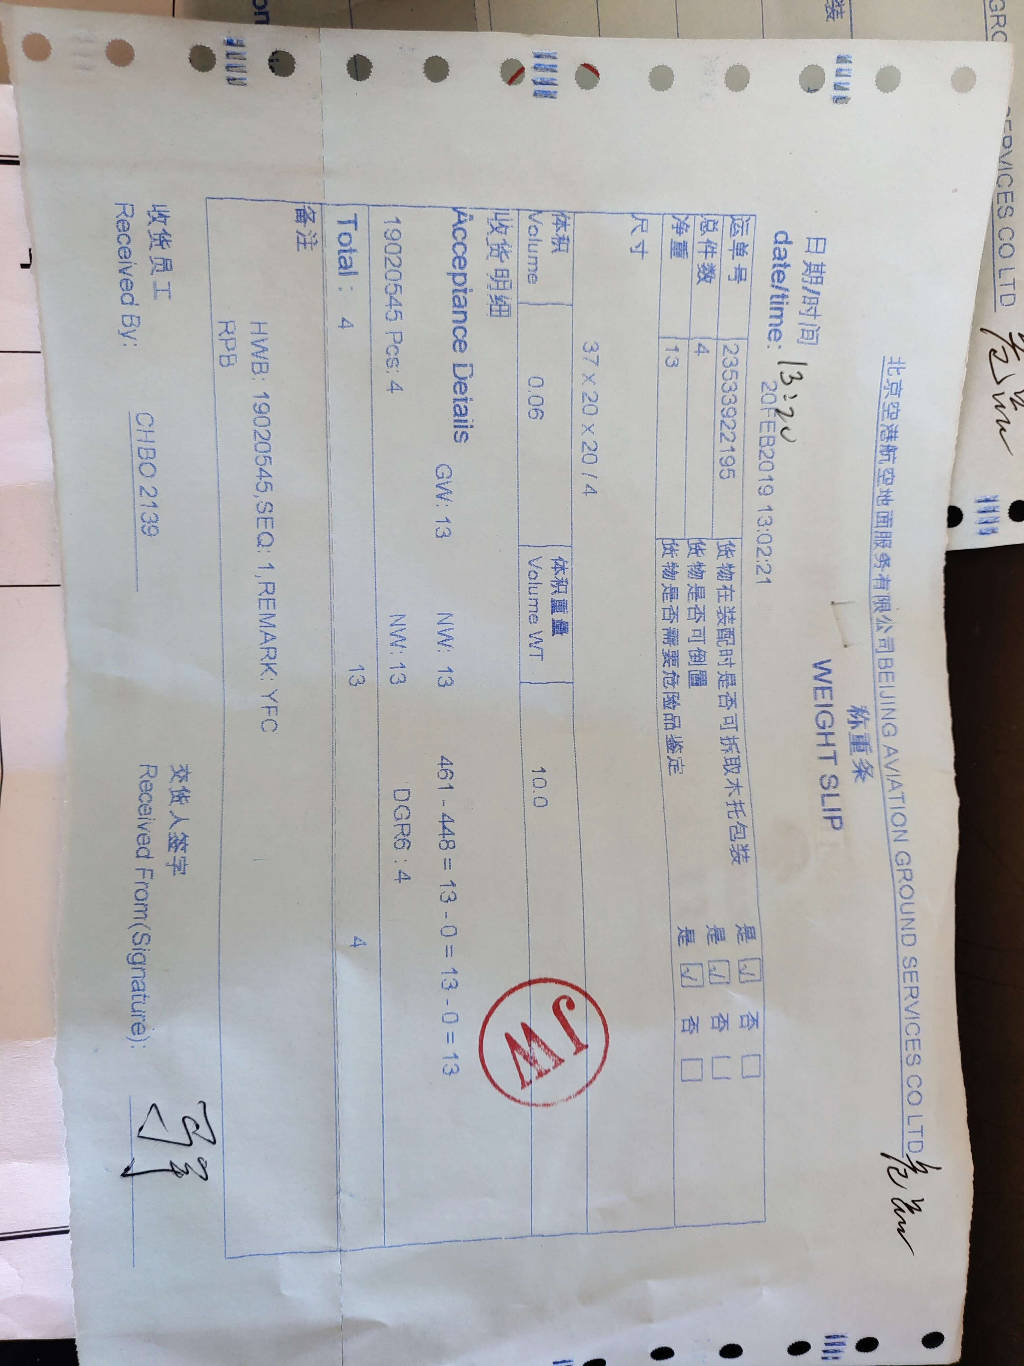 北京空港航空地面服务有限公司BEIJING AVIATION GROUND SERVICES CO LTD
称重条
WEIGHT SLIP
日期/时间
date/time: 20FEB2019 13:02:21
13:20
运单号 23533922195 货物在装配时是否可拆取木托包装 是 否
总件数 4 货物是否可倒置 是 否
净重 13 货物是否需要危险品鉴定 是 否
尺寸
37 x 20 x 20 / 4
体积 体积重量
Volume 0.06 Volume WT 10.0
JW
收货明细
Acceptance Details GW: 13 NW: 13 461 - 448 = 13 - 0 = 13 - 0 = 13
19020545 Pcs: 4 NW: 13 DGR6 : 4
Total : 4 13 4
备注
HWB: 19020545,SEQ: 1,REMARK: YFC
RPB
收货员工 交货人签字
Received By: CHBO 2139 Received From(Signature):
SERVICES CO LTD